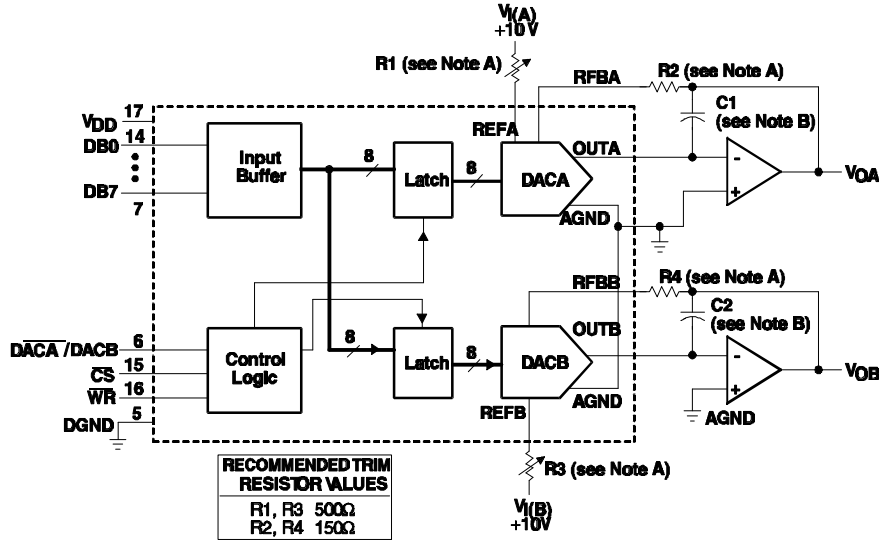 VI(A)
+10 V
R1 (see Note A)
RFBA
R2 (see Note A)
C1
(see Note B)
17
VDD
14
DB0
DB7
7
Input
Buffer
8
Latch
8
REFA
DACA
OUTA
AGND
-
+
VOA
RFBB
R4 (see Note A)
C2
(see Note B)
DACA/DACB
6
CS
15
WR
16
5
DGND
Control
Logic
8
Latch
8
DACB
OUTB
AGND
REFB
-
+
AGND
VOB
R3 (see Note A)
VI(B)
+10V
RECOMMENDED TRIM
RESISTOR VALUES
R1, R3 500Ω
R2, R4 150Ω